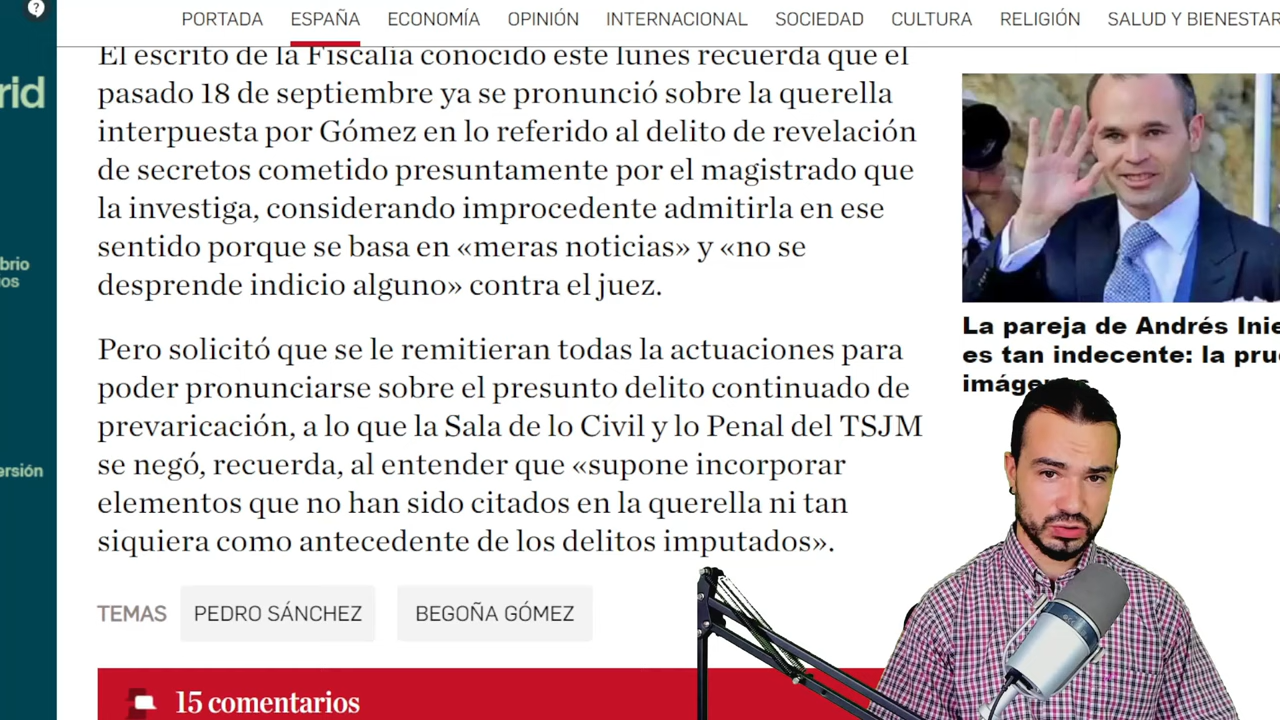 PORTADA ESPAÑA ECONOMÍA OPINIÓN INTERNACIONAL SOCIEDAD CULTURA RELIGIÓN SALUD Y BIENESTAR
?
rid
brio
ios
ersión
El escrito de la Fiscalía conocido este lunes recuerda que el
pasado 18 de septiembre ya se pronunció sobre la querella
interpuesta por Gómez en lo referido al delito de revelación
de secretos cometido presuntamente por el magistrado que
la investiga, considerando improcedente admitirla en ese
sentido porque se basa en «meras noticias» y «no se
desprende indicio alguno» contra el juez.
Pero solicitó que se le remitieran todas la actuaciones para
poder pronunciarse sobre el presunto delito continuado de
prevaricación, a lo que la Sala de lo Civil y lo Penal del TSJM
se negó, recuerda, al entender que «supone incorporar
elementos que no han sido citados en la querella ni tan
siquiera como antecedente de los delitos imputados».
TEMAS PEDRO SÁNCHEZ BEGOÑA GÓMEZ
15 comentarios
La pareja de Andrés Inie
es tan indecente: la pru